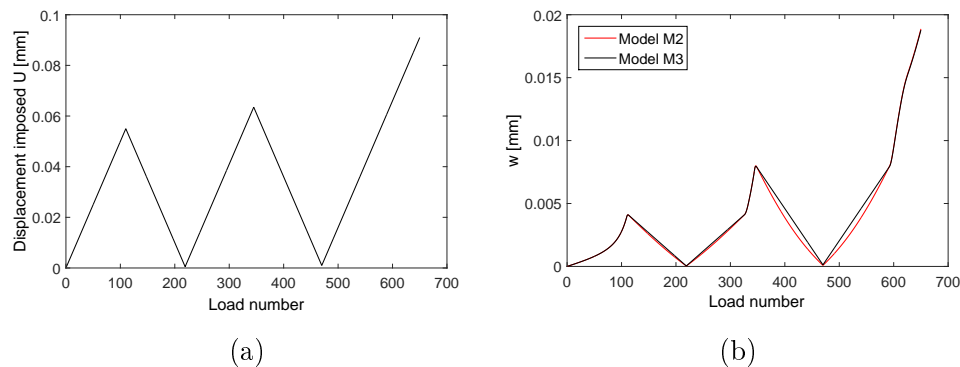 Displacement imposed U [mm]
0.1
0.08
0.06
0.04
0.02
0
0 100 200 300 400 500 600 700
Load number
(a)
w [mm]
0.02
0.015
0.01
0.005
0
Model M2
Model M3
0 100 200 300 400 500 600 700
Load number
(b)